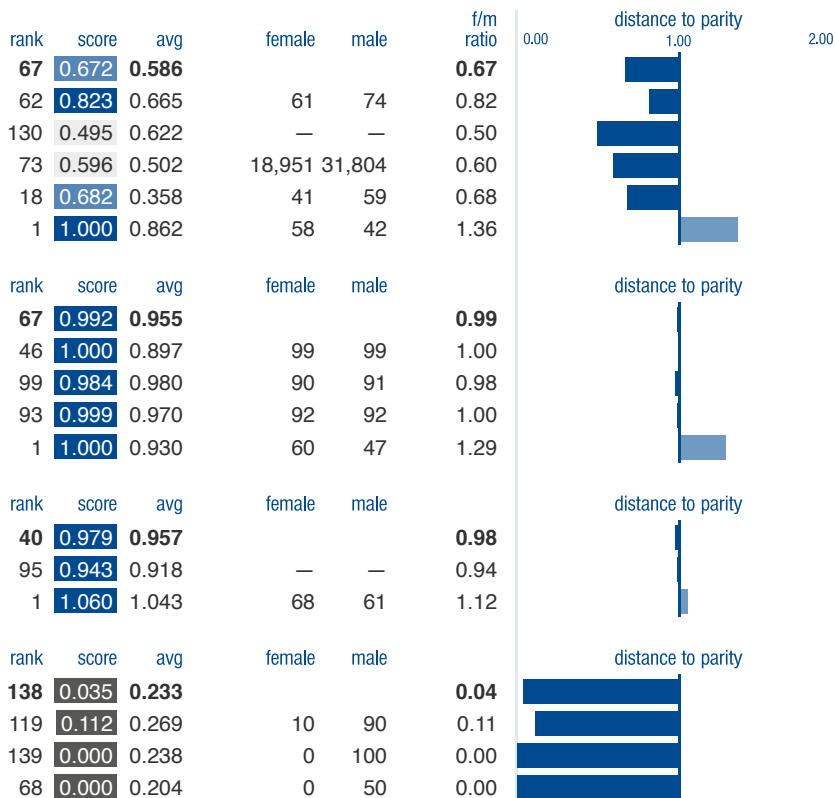 rank score avg female male f/m ratio distance to parity
0.00 1.00 2.00
67 0.672 0.586 0.67
62 0.823 0.665 61 74 0.82
130 0.495 0.622 — — 0.50
73 0.596 0.502 18,951 31,804 0.60
18 0.682 0.358 41 59 0.68
1 1.000 0.862 58 42 1.36
rank score avg female male distance to parity
67 0.992 0.955 0.99
46 1.000 0.897 99 99 1.00
99 0.984 0.980 90 91 0.98
93 0.999 0.970 92 92 1.00
1 1.000 0.930 60 47 1.29
rank score avg female male distance to parity
40 0.979 0.957 0.98
95 0.943 0.918 — — 0.94
1 1.060 1.043 68 61 1.12
rank score avg female male distance to parity
138 0.035 0.233 0.04
119 0.112 0.269 10 90 0.11
139 0.000 0.238 0 100 0.00
68 0.000 0.204 0 50 0.00